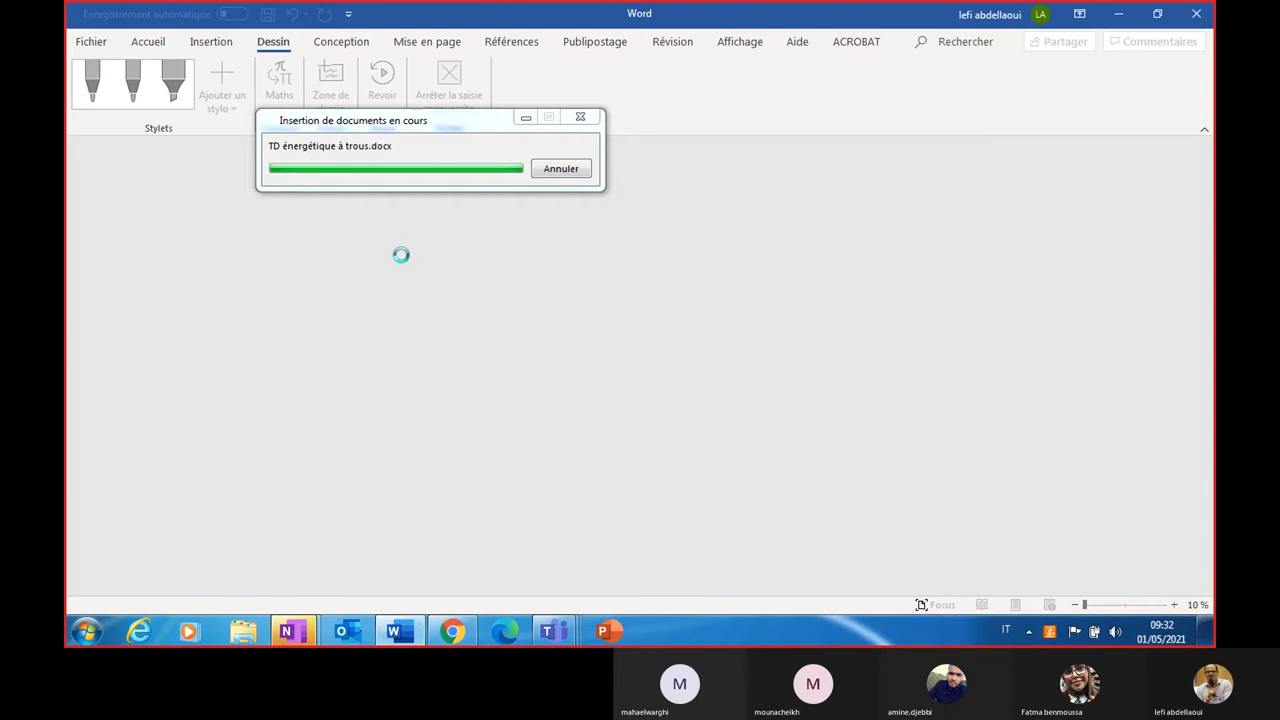 Enregistrement automatique
Word
lefi abdellaoui
LA
Fichier
Accueil
Insertion
Dessin
Conception
Mise en page
Références
Publipostage
Révision
Affichage
Aide
ACROBAT
Rechercher
Partager
Commentaires
Ajouter un
stylo
Maths
Zone de
Revoir
Arrêter la saisie
Stylets
Insertion de documents en cours
TD énergétique à trous.docx
Annuler
Focus
10 %
IT
09:32
01/05/2021
M
M
mahaelwarghi
mounacheikh
amine.djebbi
Fatma benmoussa
lefi abdellaoui